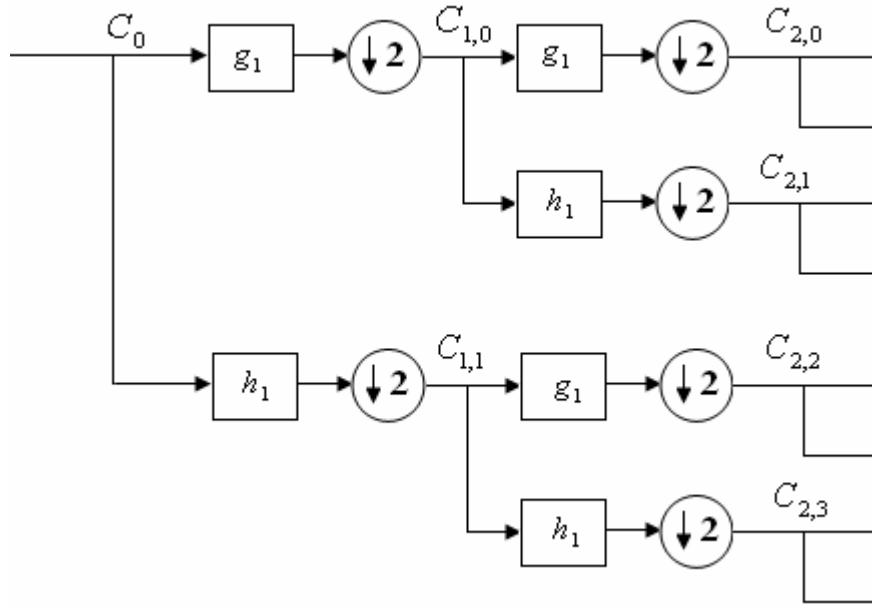 C₀ g₁ ↓2 C₁,₀ g₁ ↓2 C₂,₀
h₁ ↓2 C₂,₁
h₁ ↓2 C₁,₁ g₁ ↓2 C₂,₂
h₁ ↓2 C₂,₃